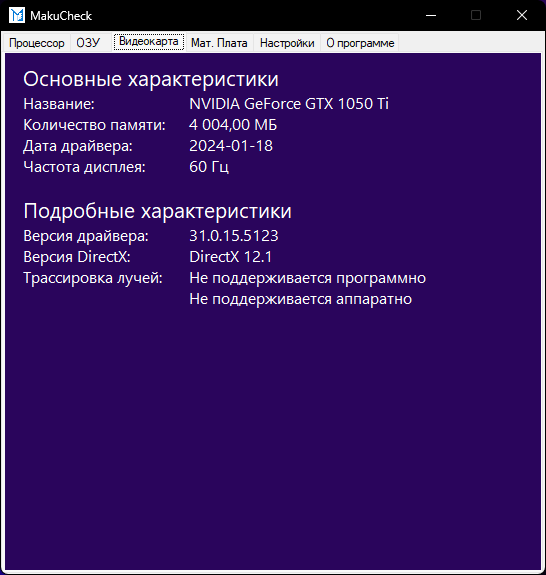 MakuCheck
Процессор ОЗУ Видеокарта Мат. Плата Настройки О программе
Основные характеристики
Название: NVIDIA GeForce GTX 1050 Ti
Количество памяти: 4 004,00 МБ
Дата драйвера: 2024-01-18
Частота дисплея: 60 Гц
Подробные характеристики
Версия драйвера: 31.0.15.5123
Версия DirectX: DirectX 12.1
Трассировка лучей: Не поддерживается программно
Не поддерживается аппаратно